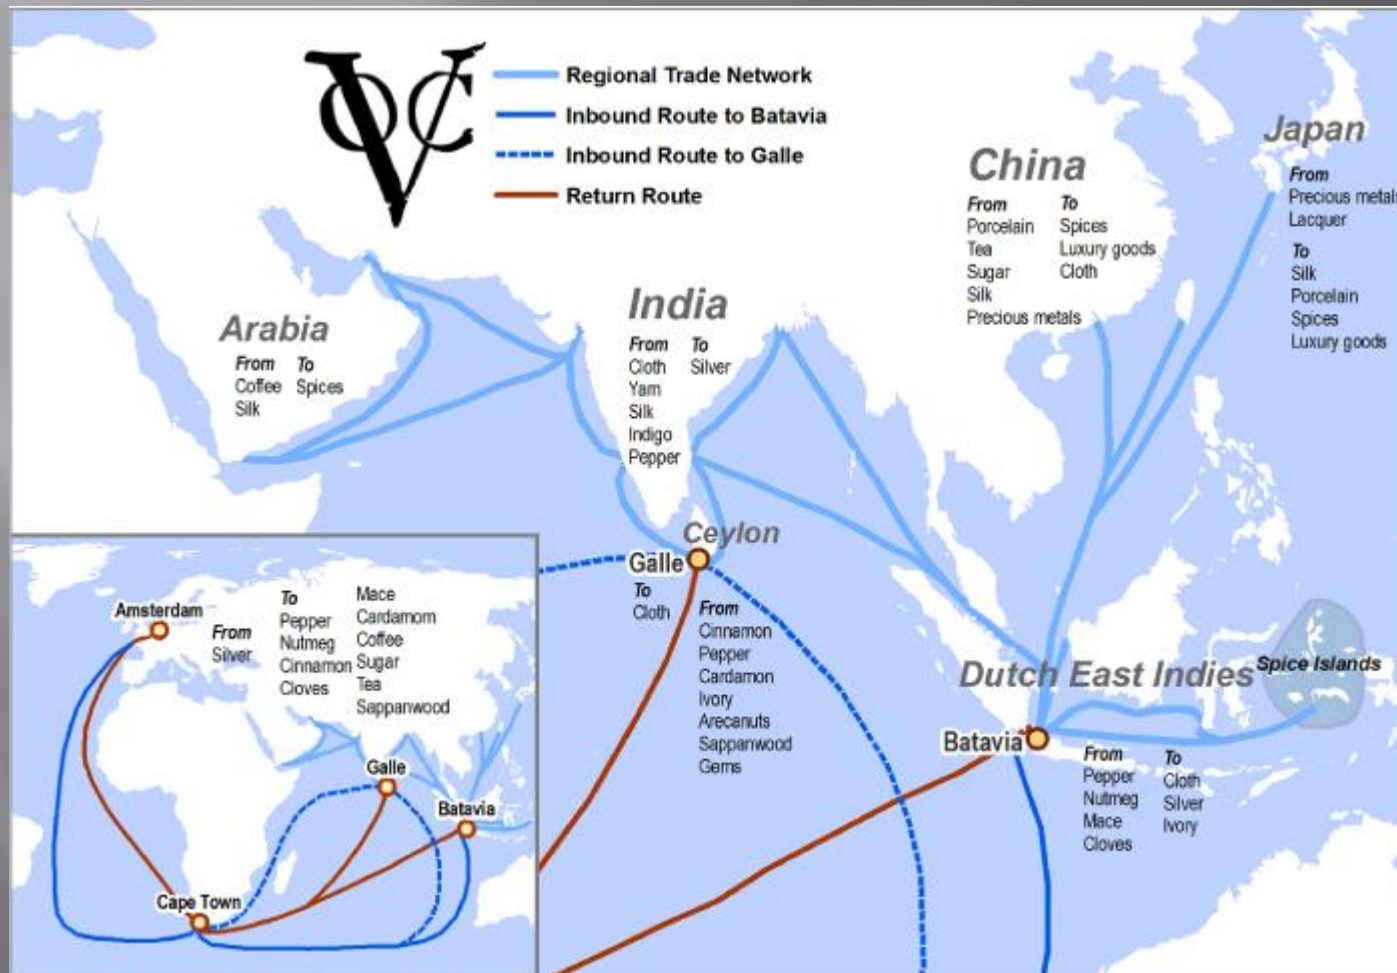 VOC
Regional Trade Network
Inbound Route to Batavia
Inbound Route to Galle
Return Route
China
From
Porcelain
Tea
Sugar
Silk
Precious metals
To
Spices
Luxury goods
Cloth
Japan
From
Precious metals
Lacquer
To
Silk
Porcelain
Spices
Luxury goods
Arabia
From
Coffee
Silk
To
Spices
India
From
Cloth
Yarn
Silk
Indigo
Pepper
To
Silver
Ceylon
Galle
To
Cloth
From
Cinnamon
Pepper
Cardamon
Ivory
Arecanuts
Sappanwood
Gems
Dutch East Indies
Spice Islands
Batavia
From
Pepper
Nutmeg
Mace
Cloves
To
Cloth
Silver
Ivory
Amsterdam
From
Silver
To
Pepper
Nutmeg
Cinnamon
Cloves
Mace
Cardamom
Coffee
Sugar
Tea
Sappanwood
Galle
Batavia
Cape Town